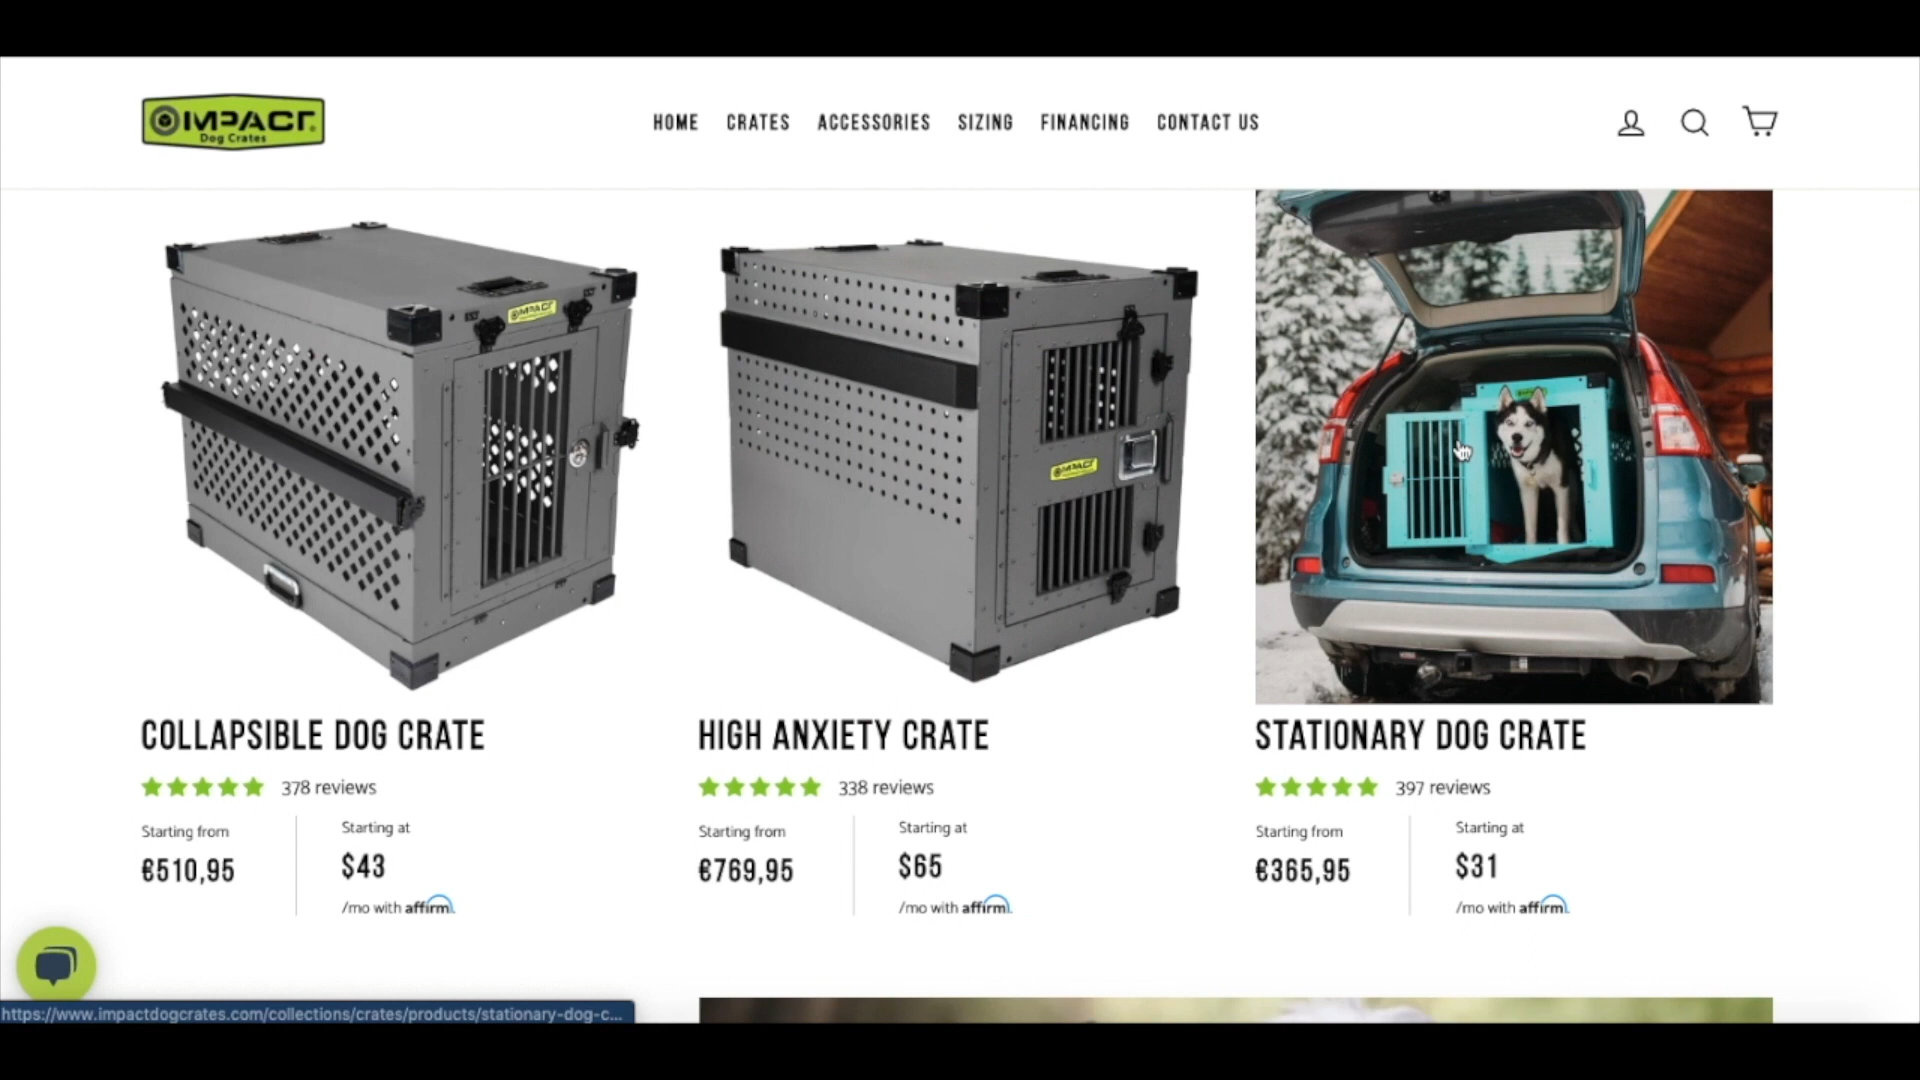 IMPACT
Dog Crates
HOME CRATES ACCESSORIES SIZING FINANCING CONTACT US
IMPACT
IMPACT
COLLAPSIBLE DOG CRATE
378 reviews
Starting from
€510,95
Starting at
$43
/mo with affirm
HIGH ANXIETY CRATE
338 reviews
Starting from
€769,95
Starting at
$65
/mo with affirm
STATIONARY DOG CRATE
397 reviews
Starting from
€365,95
Starting at
$31
/mo with affirm
https://www.impactdogcrates.com/collections/crates/products/stationary-dog-c...